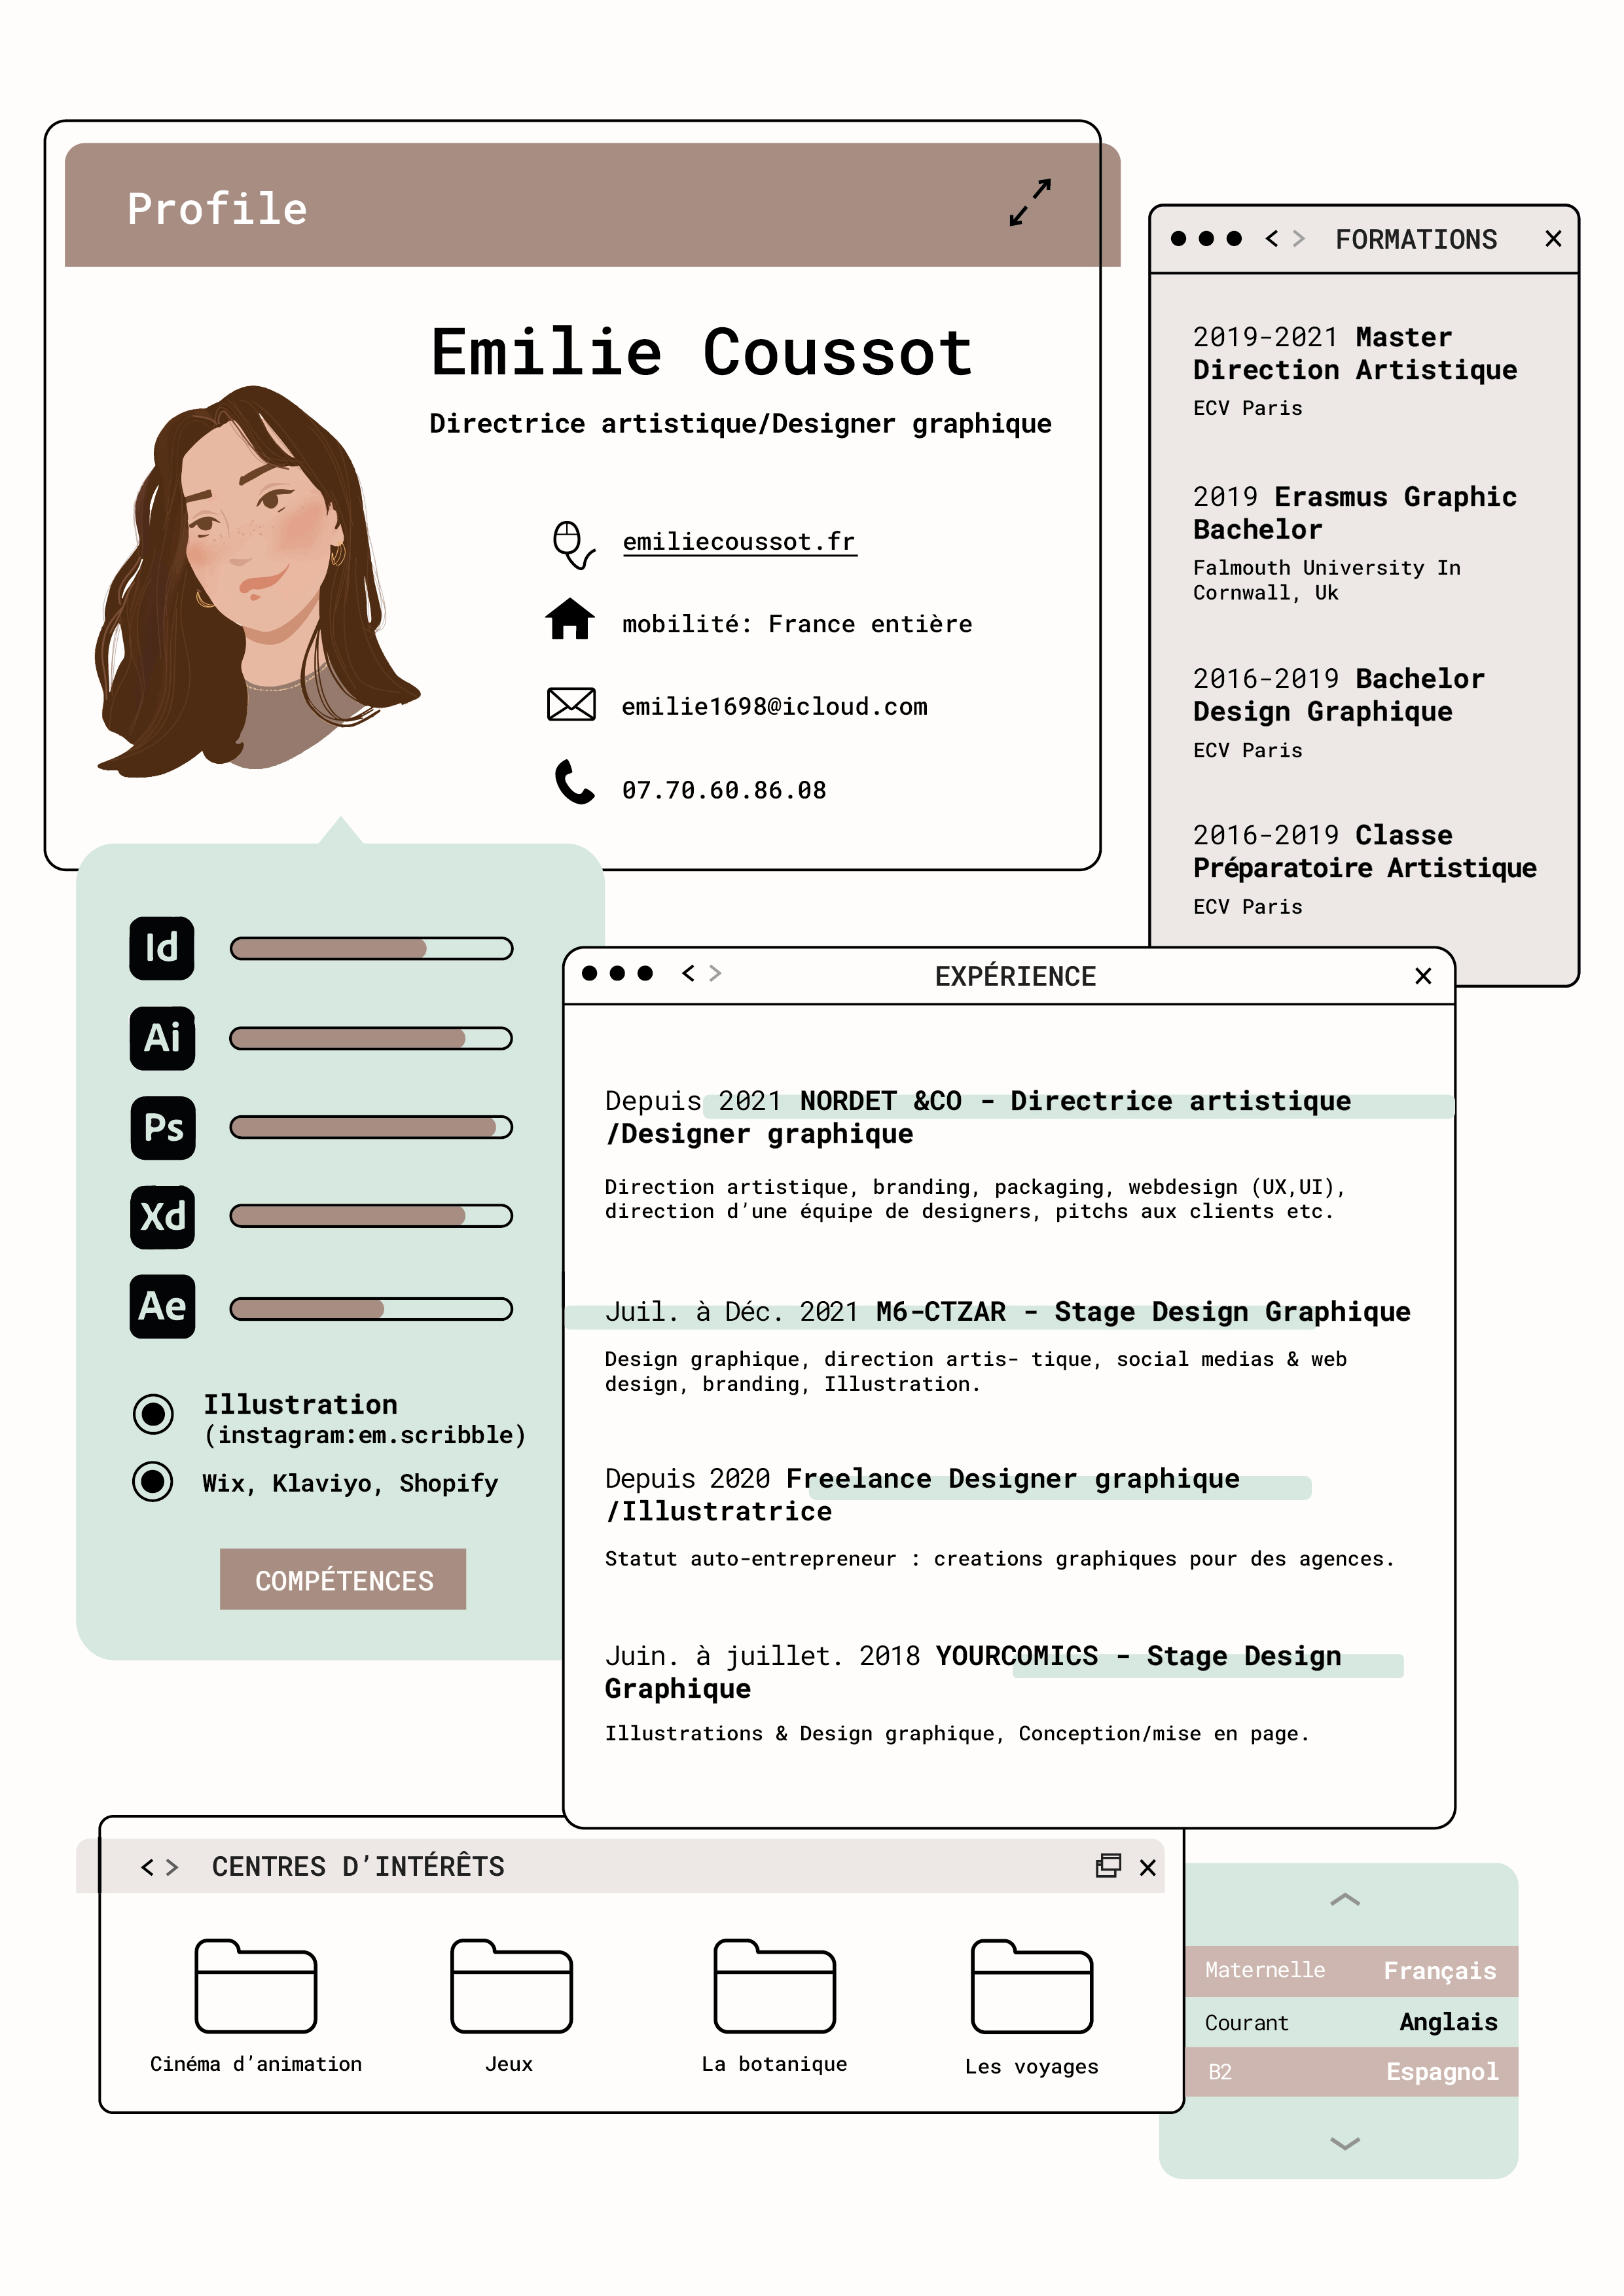 Profile
Emilie Coussot
Directrice artistique/Designer graphique
emiliecoussot.fr
mobilité: France entière
emilie1698@icloud.com
07.70.60.86.08
FORMATIONS
2019-2021 Master
Direction Artistique
ECV Paris
2019 Erasmus Graphic
Bachelor
Falmouth University In
Cornwall, Uk
2016-2019 Bachelor
Design Graphique
ECV Paris
2016-2019 Classe
Préparatoire Artistique
ECV Paris
Id
Ai
Ps
Xd
Ae
Illustration
(instagram:em.scribble)
Wix, Klaviyo, Shopify
COMPÉTENCES
EXPÉRIENCE
Depuis 2021 NORDET &CO - Directrice artistique
/Designer graphique
Direction artistique, branding, packaging, webdesign (UX,UI),
direction d’une équipe de designers, pitchs aux clients etc.
Juil. à Déc. 2021 M6-CTZAR - Stage Design Graphique
Design graphique, direction artis- tique, social medias & web
design, branding, Illustration.
Depuis 2020 Freelance Designer graphique
/Illustratrice
Statut auto-entrepreneur : creations graphiques pour des agences.
Juin. à juillet. 2018 YOURCOMICS - Stage Design
Graphique
Illustrations & Design graphique, Conception/mise en page.
CENTRES D’INTÉRÊTS
Cinéma d’animation
Jeux
La botanique
Les voyages
Maternelle Français
Courant Anglais
B2 Espagnol